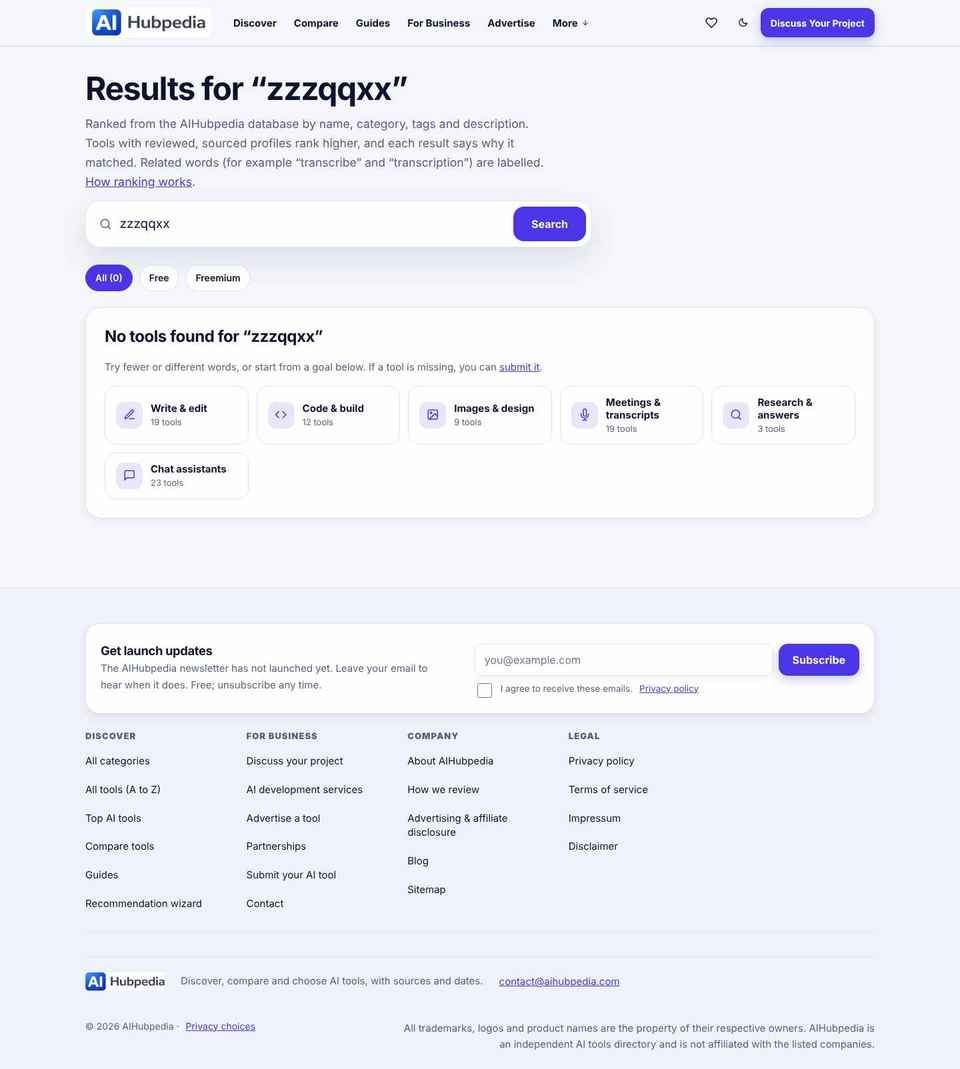 AI Hubpedia
Discover
Compare
Guides
For Business
Advertise
More
Discuss Your Project
Results for “zzzqqxx”
Ranked from the AIHubpedia database by name, category, tags and description.
Tools with reviewed, sourced profiles rank higher, and each result says why it
matched. Related words (for example “transcribe” and “transcription”) are labelled.
How ranking works.
zzzqqxx
Search
All (0)
Free
Freemium
No tools found for “zzzqqxx”
Try fewer or different words, or start from a goal below. If a tool is missing, you can submit it.
Write & edit
19 tools
Code & build
12 tools
Images & design
9 tools
Meetings &
transcripts
19 tools
Research &
answers
3 tools
Chat assistants
23 tools
Get launch updates
The AIHubpedia newsletter has not launched yet. Leave your email to
hear when it does. Free; unsubscribe any time.
you@example.com
Subscribe
I agree to receive these emails. Privacy policy
DISCOVER
All categories
All tools (A to Z)
Top AI tools
Compare tools
Guides
Recommendation wizard
FOR BUSINESS
Discuss your project
AI development services
Advertise a tool
Partnerships
Submit your AI tool
Contact
COMPANY
About AIHubpedia
How we review
Advertising & affiliate
disclosure
Blog
Sitemap
LEGAL
Privacy policy
Terms of service
Impressum
Disclaimer
AI Hubpedia
Discover, compare and choose AI tools, with sources and dates.
contact@aihubpedia.com
© 2026 AIHubpedia · Privacy choices
All trademarks, logos and product names are the property of their respective owners. AIHubpedia is
an independent AI tools directory and is not affiliated with the listed companies.